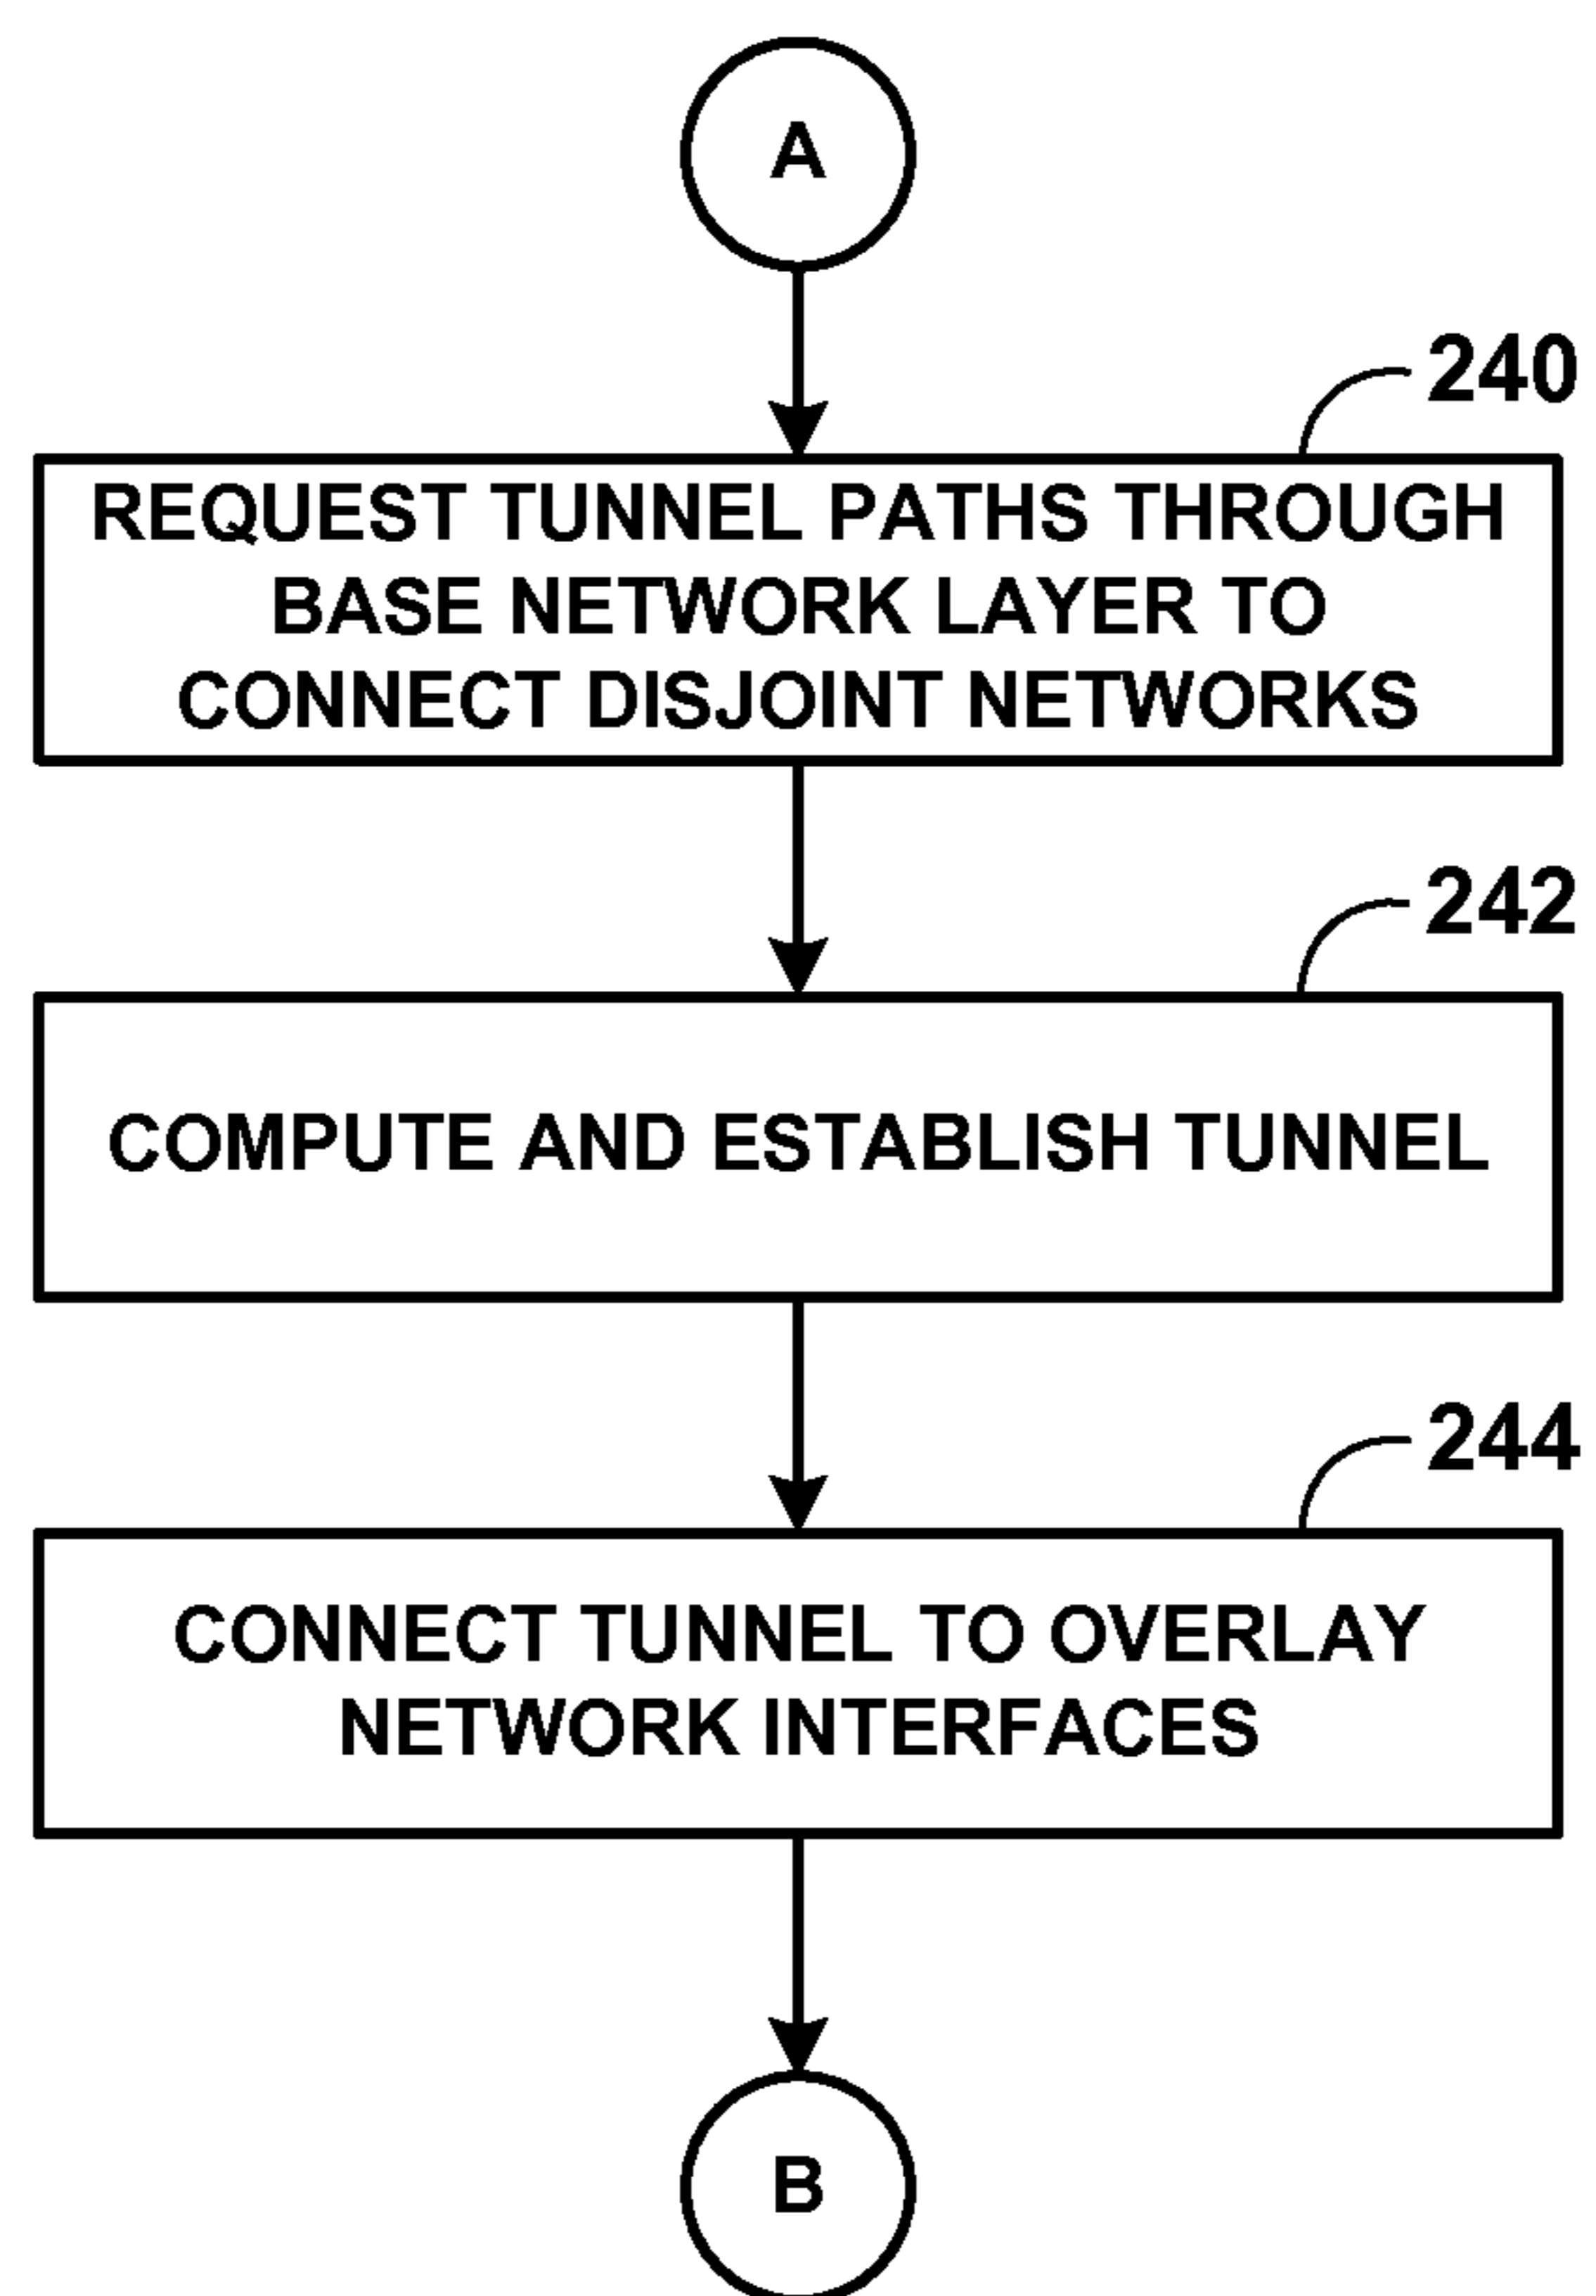 A
240
REQUEST TUNNEL PATHS THROUGH
BASE NETWORK LAYER TO
CONNECT DISJOINT NETWORKS
242
COMPUTE AND ESTABLISH TUNNEL
244
CONNECT TUNNEL TO OVERLAY
NETWORK INTERFACES
B